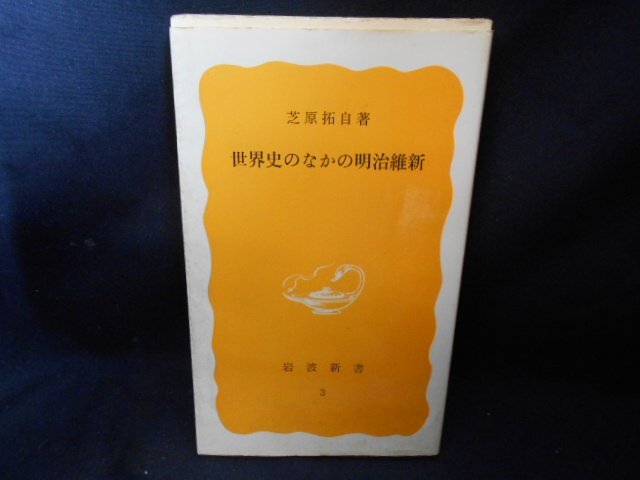 芝原拓自著
世界史のなかの明治維新
岩波新書
3